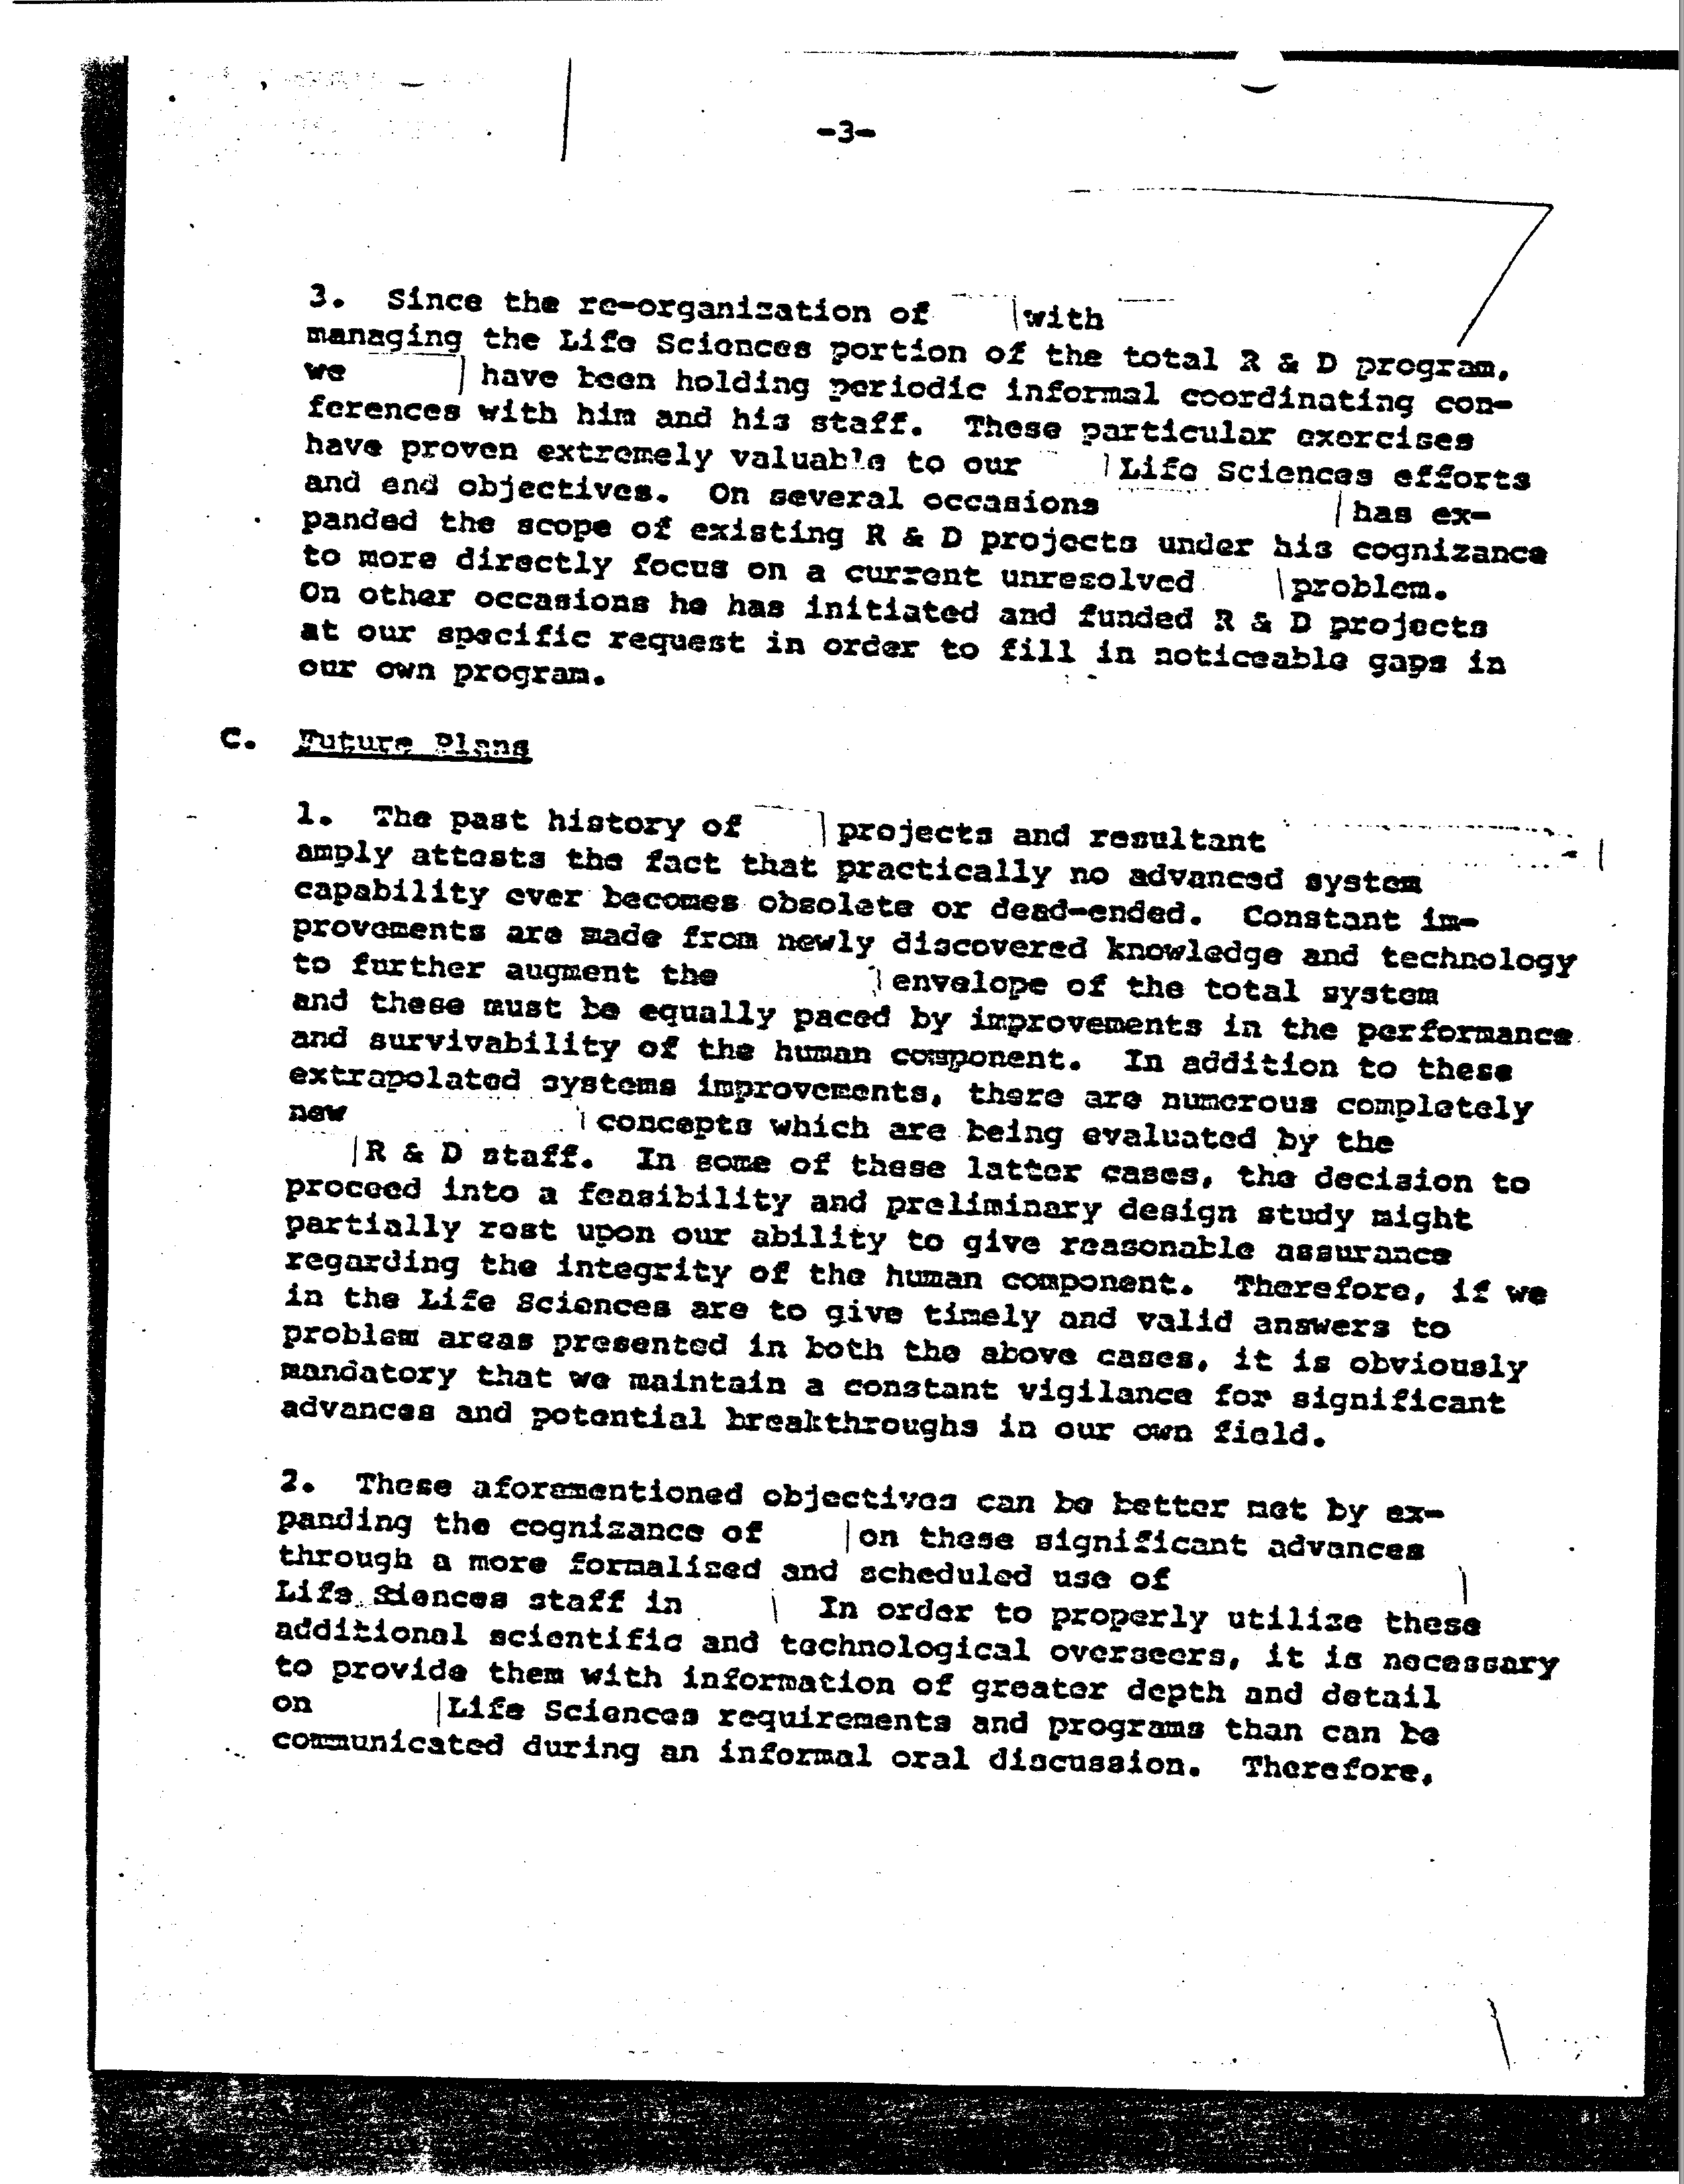 -3-
3. Since the re-organization of with
managing the Life Sciences portion of the total R & D program,
we have been holding periodic informal coordinating con-
ferences with him and his staff. These particular exercises
have proven extremely valuable to our Life Sciences efforts
and end objectives. On several occasions has ex-
panded the scope of existing R & D projects under his cognizance
to more directly focus on a current unresolved problem.
On other occasions he has initiated and funded R & D projects
at our specific request in order to fill in noticeable gaps in
our own program.
C. Future Plans
1. The past history of projects and resultant
amply attests the fact that practically no advanced system
capability ever becomes obsolete or dead-ended. Constant im-
provements are made from newly discovered knowledge and technology
to further augment the envelope of the total system
and these must be equally paced by improvements in the performance
and survivability of the human component. In addition to these
extrapolated systems improvements, there are numerous completely
new concepts which are being evaluated by the
R & D staff. In some of these latter cases, the decision to
proceed into a feasibility and preliminary design study might
partially rest upon our ability to give reasonable assurance
regarding the integrity of the human component. Therefore, if we
in the Life Sciences are to give timely and valid answers to
problem areas presented in both the above cases, it is obviously
mandatory that we maintain a constant vigilance for significant
advances and potential breakthroughs in our own field.
2. These aforementioned objectives can be better met by ex-
panding the cognizance of on these significant advances
through a more formalized and scheduled use of
Life Siences staff in In order to properly utilize these
additional scientific and technological overseers, it is necessary
to provide them with information of greater depth and detail
on Life Sciences requirements and programs than can be
communicated during an informal oral discussion. Therefore,